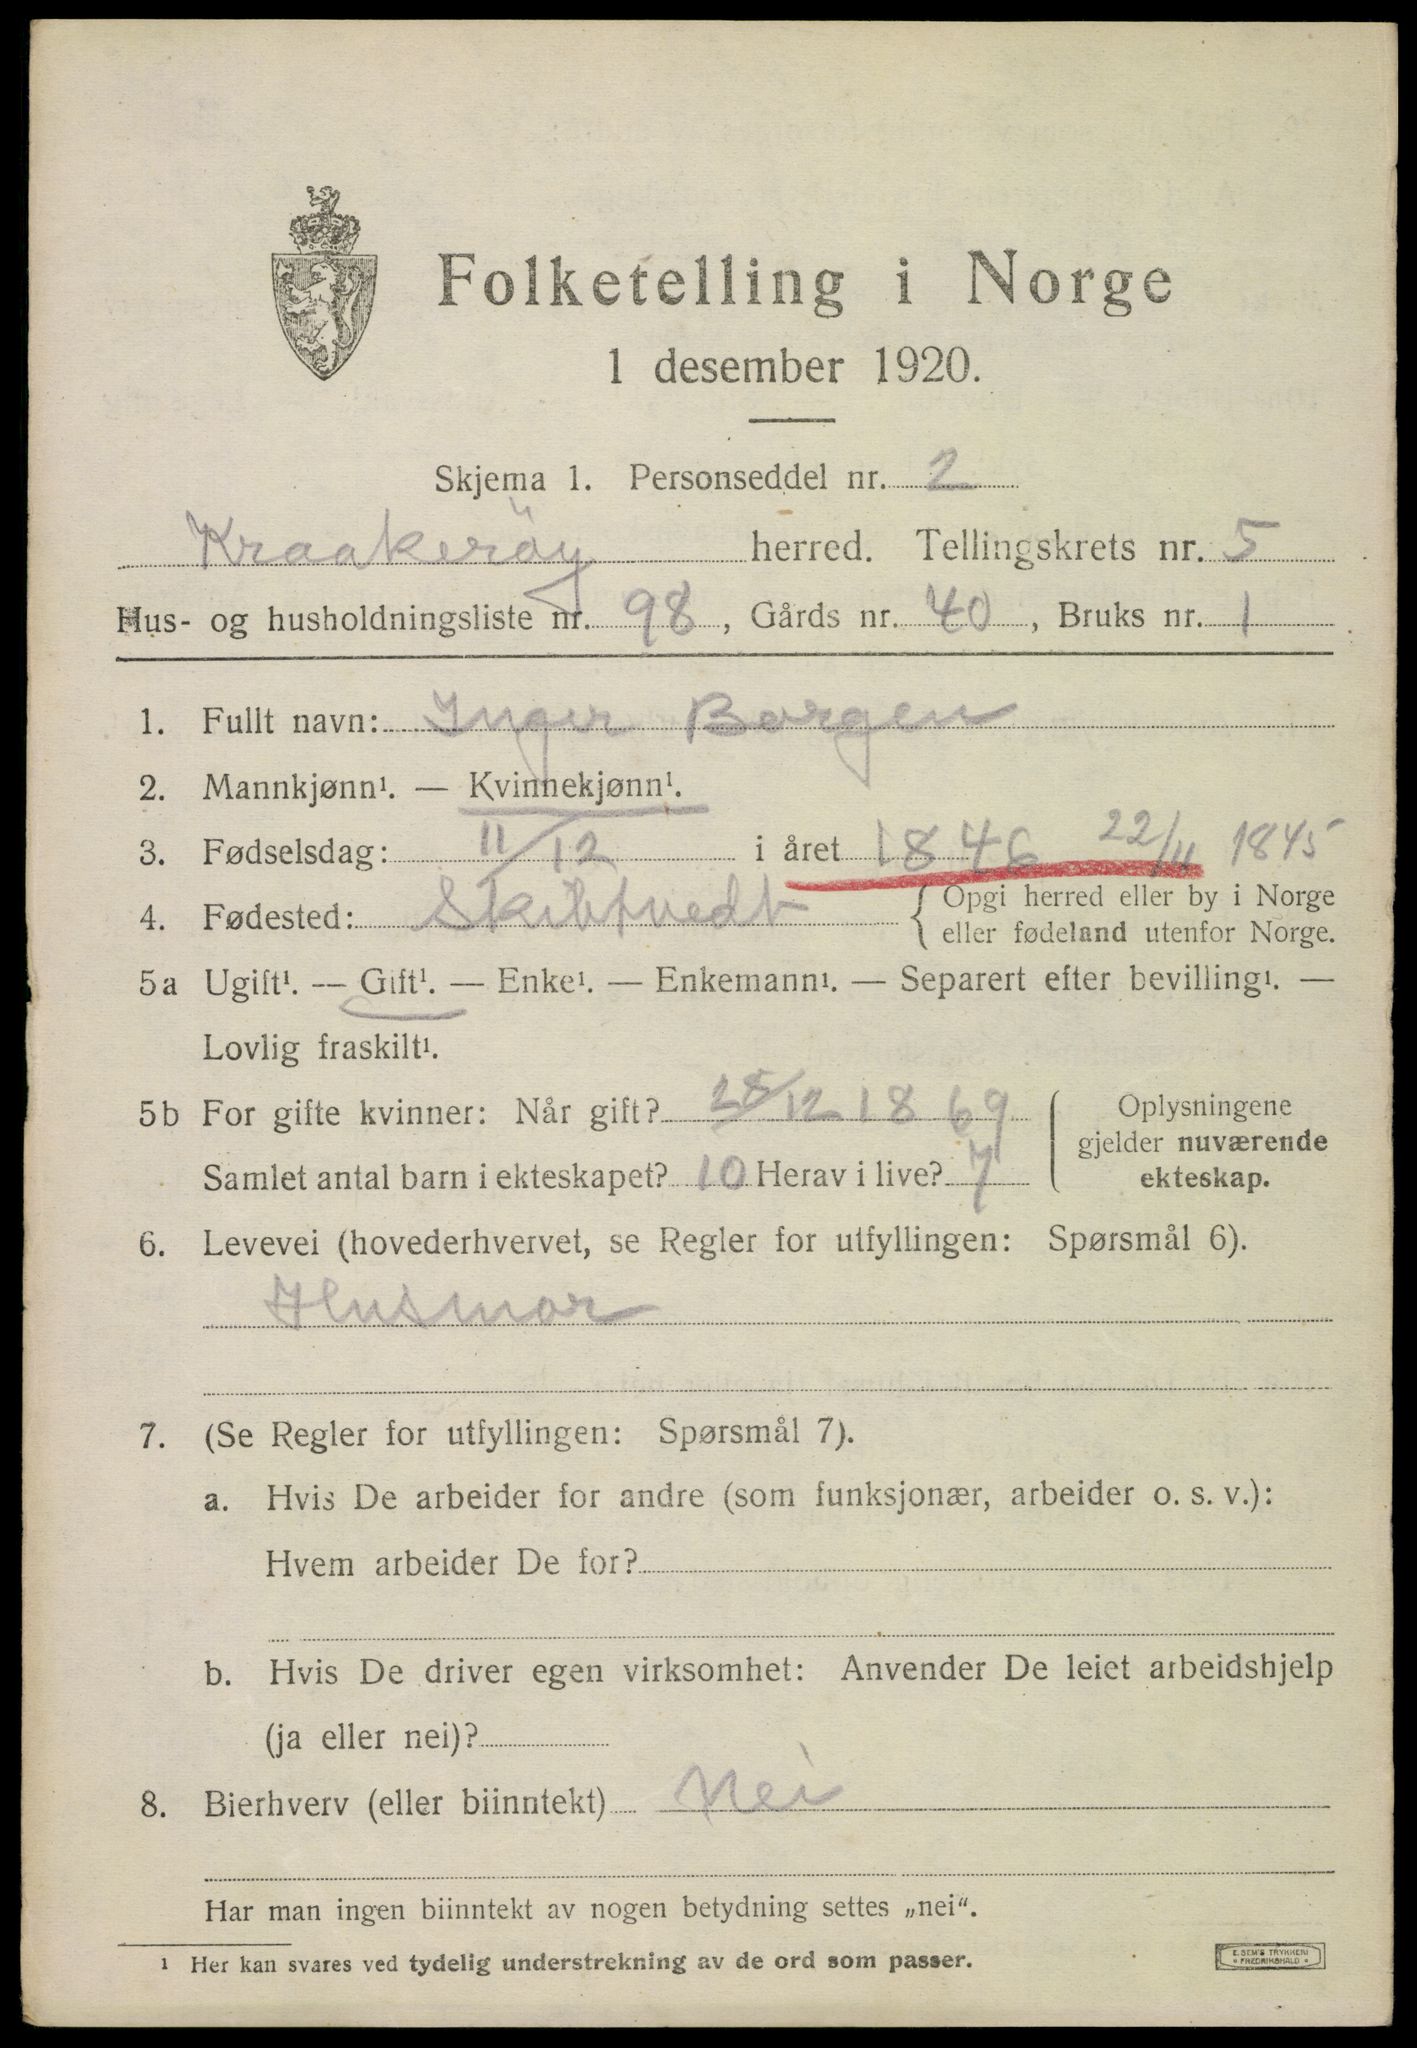 Folketelling i Norge
1 desember 1920.
Skjema 1. Personseddel nr. 2
Kraakeröy herred. Tellingskrets nr. 5
Hus- og husholdningsliste nr. 98, Gårds nr. 40, Bruks nr. 1
1. Fullt navn: Inger Borgen
2. Mannkjønn¹. — Kvinnekjønn¹.
3. Fødselsdag: 11/12 i året 1846 22/4 1845
4. Fødested: Skibtvedt { Opgi herred eller by i Norge
eller fødeland utenfor Norge.
5a Ugift¹. — Gift¹. — Enke¹. — Enkemann¹. — Separert efter bevilling¹. —
Lovlig fraskilt¹.
5b For gifte kvinner: Når gift? 28/12 1869
Samlet antal barn i ekteskapet? 10 Herav i live? 7
{ Oplysningene
gjelder nuværende
ekteskap.
6. Levevei (hovederhvervet, se Regler for utfyllingen: Spørsmål 6).
Husmor
7. (Se Regler for utfyllingen: Spørsmål 7).
a. Hvis De arbeider for andre (som funksjonær, arbeider o. s. v.):
Hvem arbeider De for?
b. Hvis De driver egen virksomhet: Anvender De leiet arbeidshjelp
(ja eller nei)?
8. Bierhverv (eller biinntekt) Nei
Har man ingen biinntekt av nogen betydning settes „nei“.
¹ Her kan svares ved tydelig understrekning av de ord som passer.
E. SEM'S TRYKKERI
• FREDRIKSHALD •